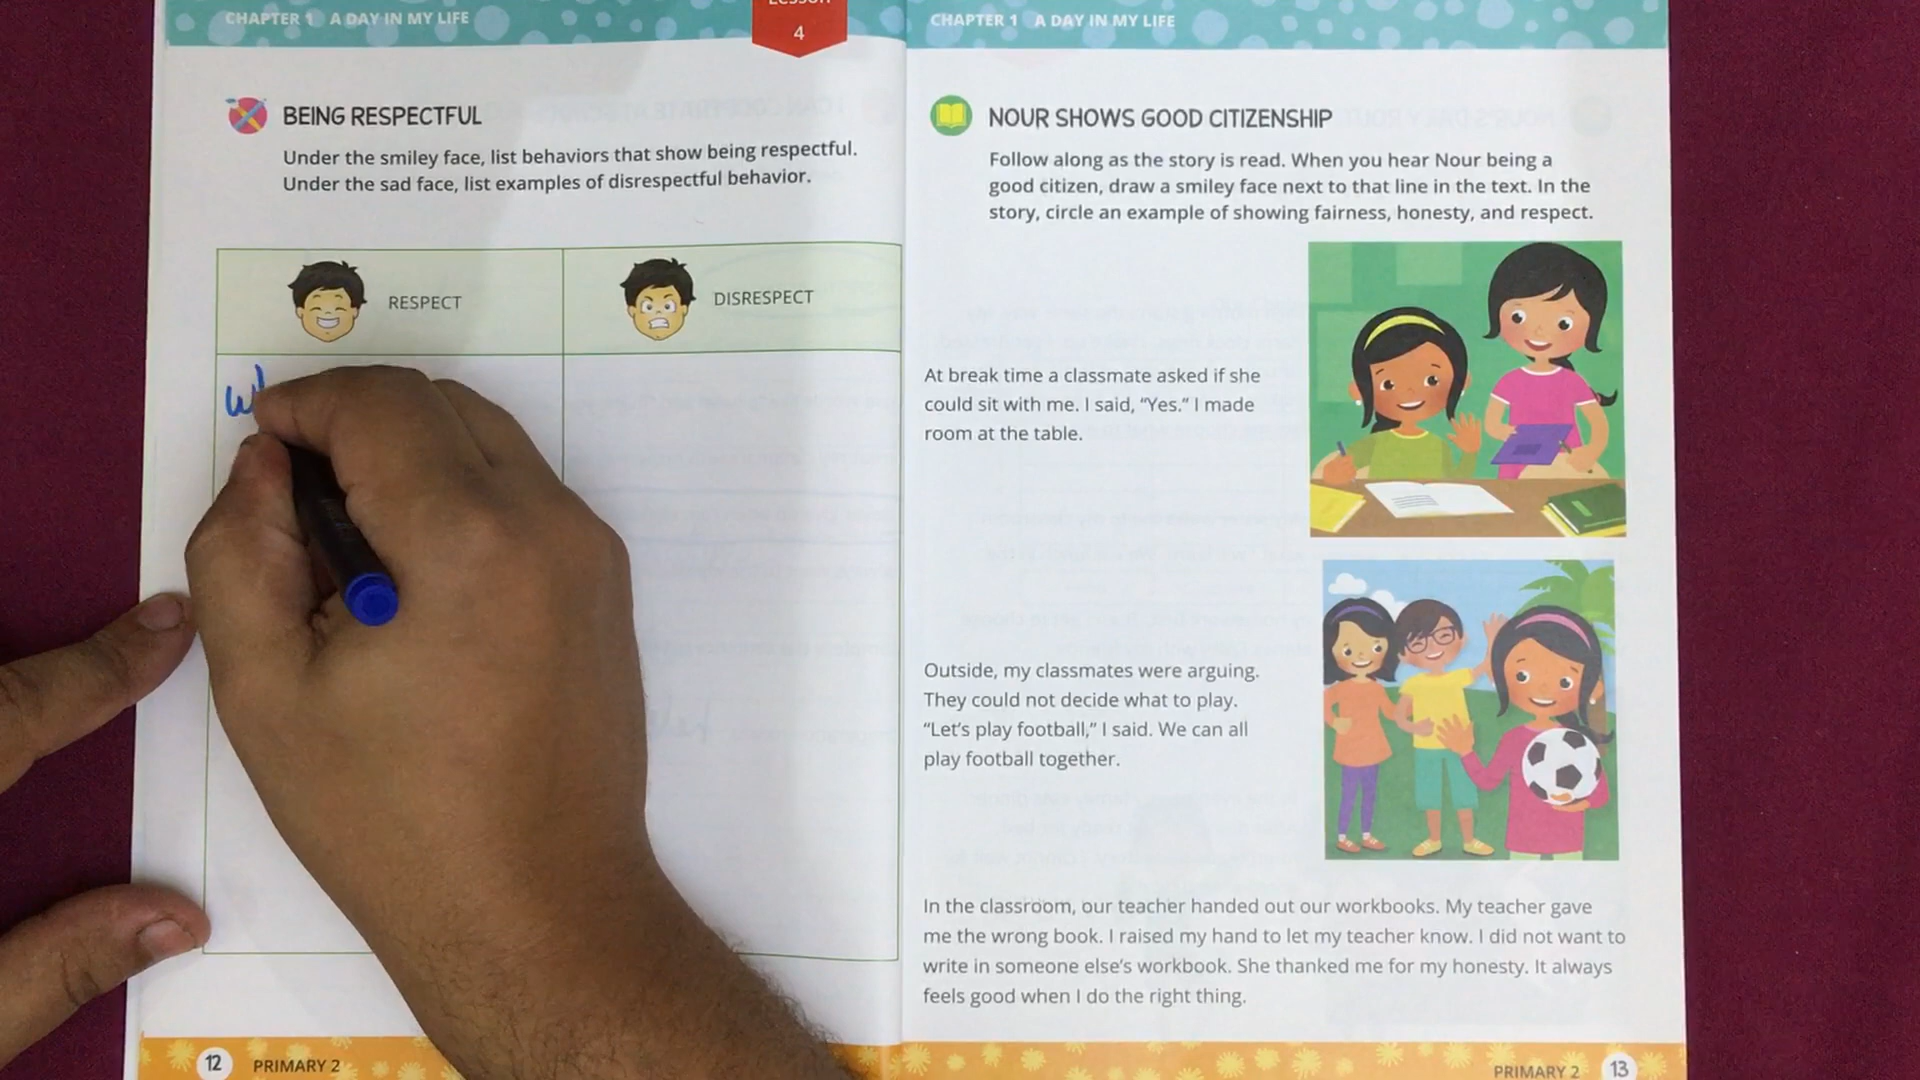 CHAPTER 1 A DAY IN MY LIFE
LESSON
4
BEING RESPECTFUL
Under the smiley face, list behaviors that show being respectful.
Under the sad face, list examples of disrespectful behavior.
RESPECT
DISRESPECT
12 PRIMARY 2
CHAPTER 1 A DAY IN MY LIFE
NOUR SHOWS GOOD CITIZENSHIP
Follow along as the story is read. When you hear Nour being a
good citizen, draw a smiley face next to that line in the text. In the
story, circle an example of showing fairness, honesty, and respect.
At break time a classmate asked if she
could sit with me. I said, “Yes.” I made
room at the table.
Outside, my classmates were arguing.
They could not decide what to play.
“Let’s play football,” I said. We can all
play football together.
In the classroom, our teacher handed out our workbooks. My teacher gave
me the wrong book. I raised my hand to let my teacher know. I did not want to
write in someone else’s workbook. She thanked me for my honesty. It always
feels good when I do the right thing.
PRIMARY 2 13